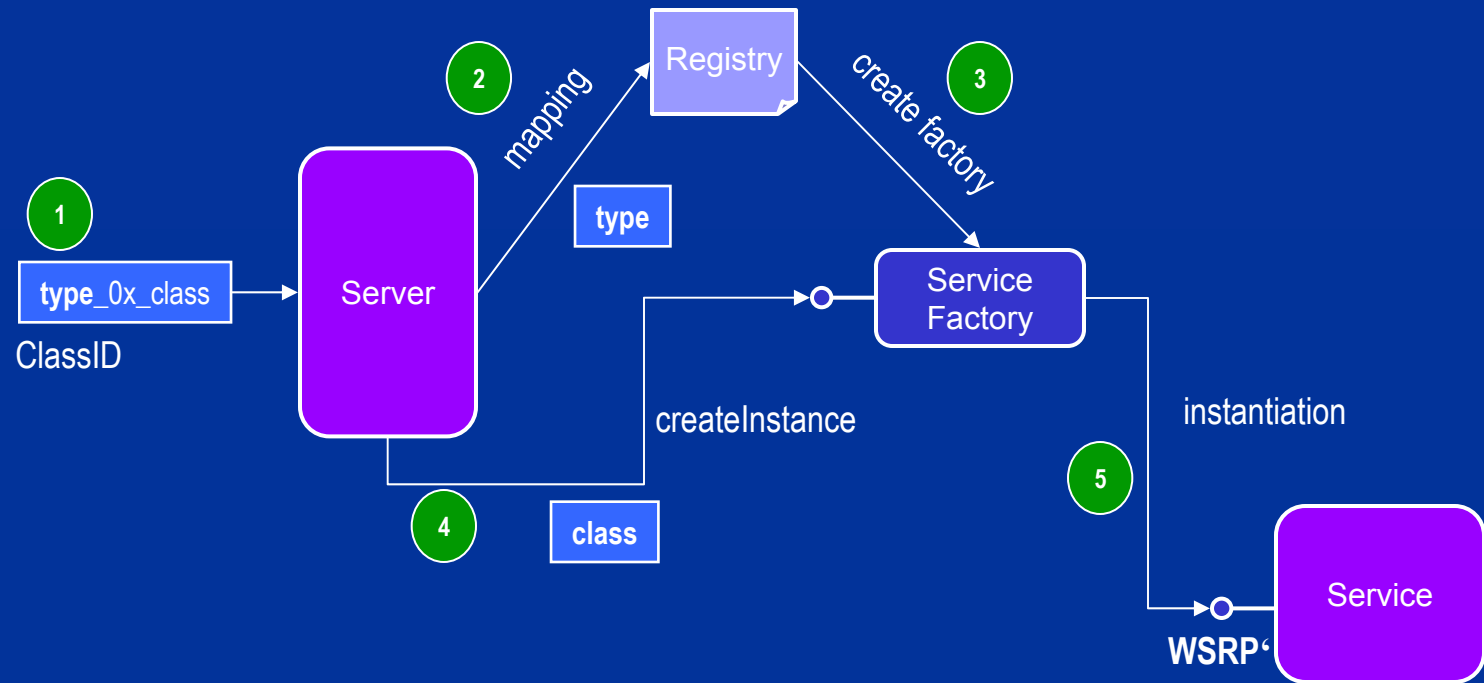 Registry
2
3
mapping
create factory
1
type
type_0x_class
Server
Service
Factory
ClassID
createInstance
instantiation
5
4
class
Service
WSRP‘